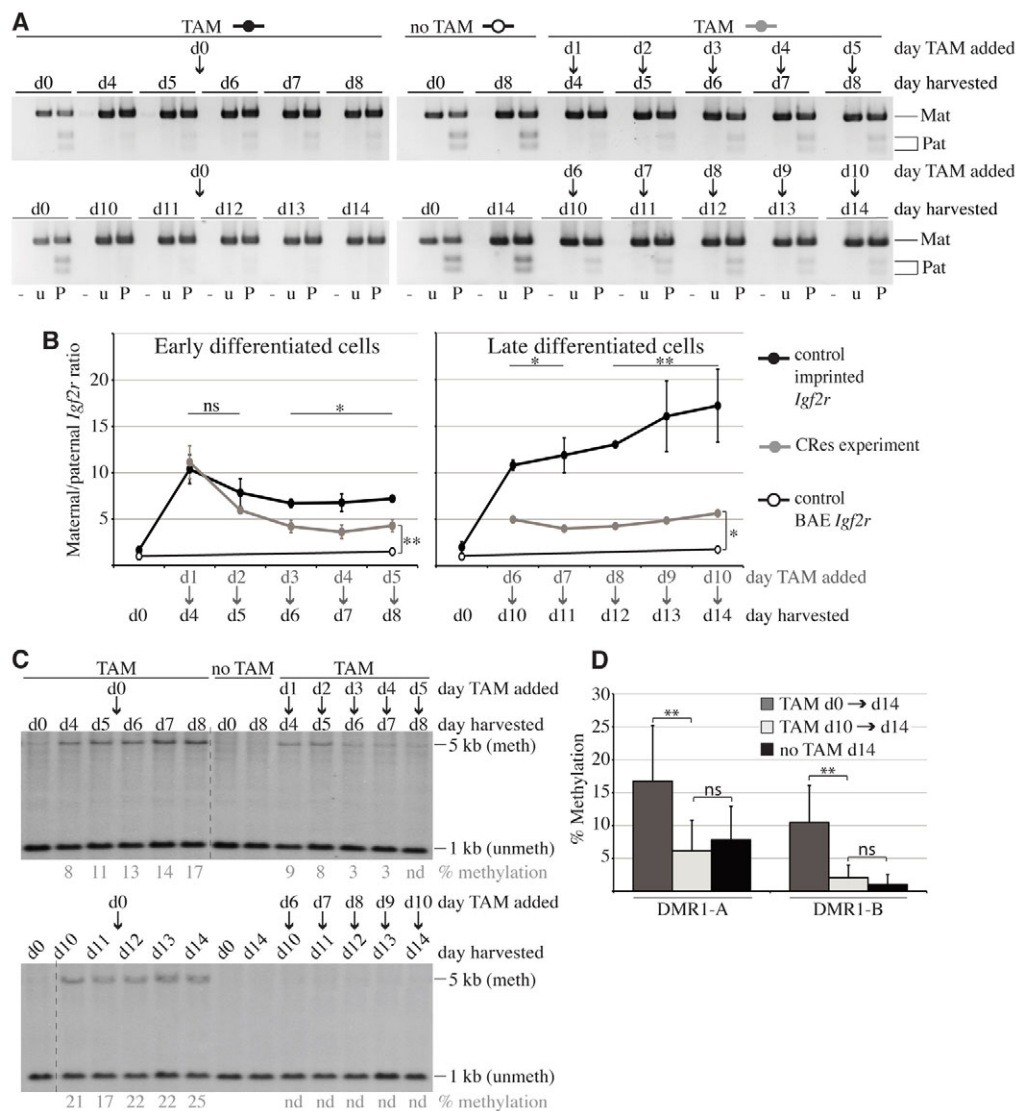 A
TAM no TAM TAM
d0 d1 d2 d3 d4 d5 day TAM added
d0 d4 d5 d6 d7 d8 d0 d8 d4 d5 d6 d7 d8 day harvested
Mat
Pat
d0 d6 d7 d8 d9 d10 day TAM added
d0 d10 d11 d12 d13 d14 d0 d14 d10 d11 d12 d13 d14 day harvested
Mat
Pat
- u P - u P - u P - u P - u P - u P - u P - u P - u P - u P - u P - u P - u P
B
Maternal/paternal Igf2r ratio
20
15
10
5
Early differentiated cells
ns *
**
Late differentiated cells
* **
*
control
imprinted
Igf2r
CRes experiment
control
BAE Igf2r
d1 d2 d3 d4 d5 d6 d7 d8 d9 d10 day TAM added
d0 d4 d5 d6 d7 d8 d0 d10 d11 d12 d13 d14 day harvested
C
TAM no TAM TAM
d0 d1 d2 d3 d4 d5 day TAM added
d0 d4 d5 d6 d7 d8 d0 d8 d4 d5 d6 d7 d8 day harvested
5 kb (meth)
1 kb (unmeth)
8 11 13 14 17 9 8 3 3 nd % methylation
d0 d6 d7 d8 d9 d10 day TAM added
d0 d10 d11 d12 d13 d14 d0 d14 d10 d11 d12 d13 d14 day harvested
5 kb (meth)
1 kb (unmeth)
21 17 22 22 25 nd nd nd nd nd % methylation
D
% Methylation
30
25
20
15
10
5
TAM d0 → d14
TAM d10 → d14
no TAM d14
** ns
** ns
DMR1-A DMR1-B